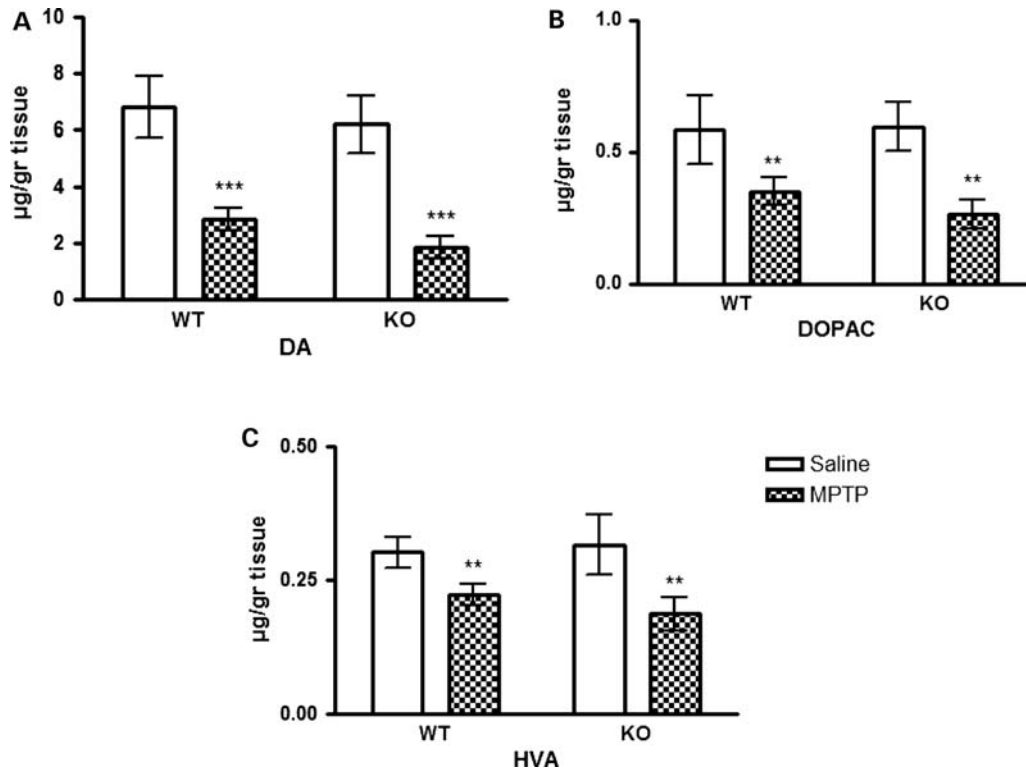 A
µg/gr tissue
10
8
6
4
2
0
***
***
WT
KO
DA
B
µg/gr tissue
1.0
0.5
0.0
**
**
WT
KO
DOPAC
C
µg/gr tissue
0.50
0.25
0.00
**
**
WT
KO
HVA
Saline
MPTP